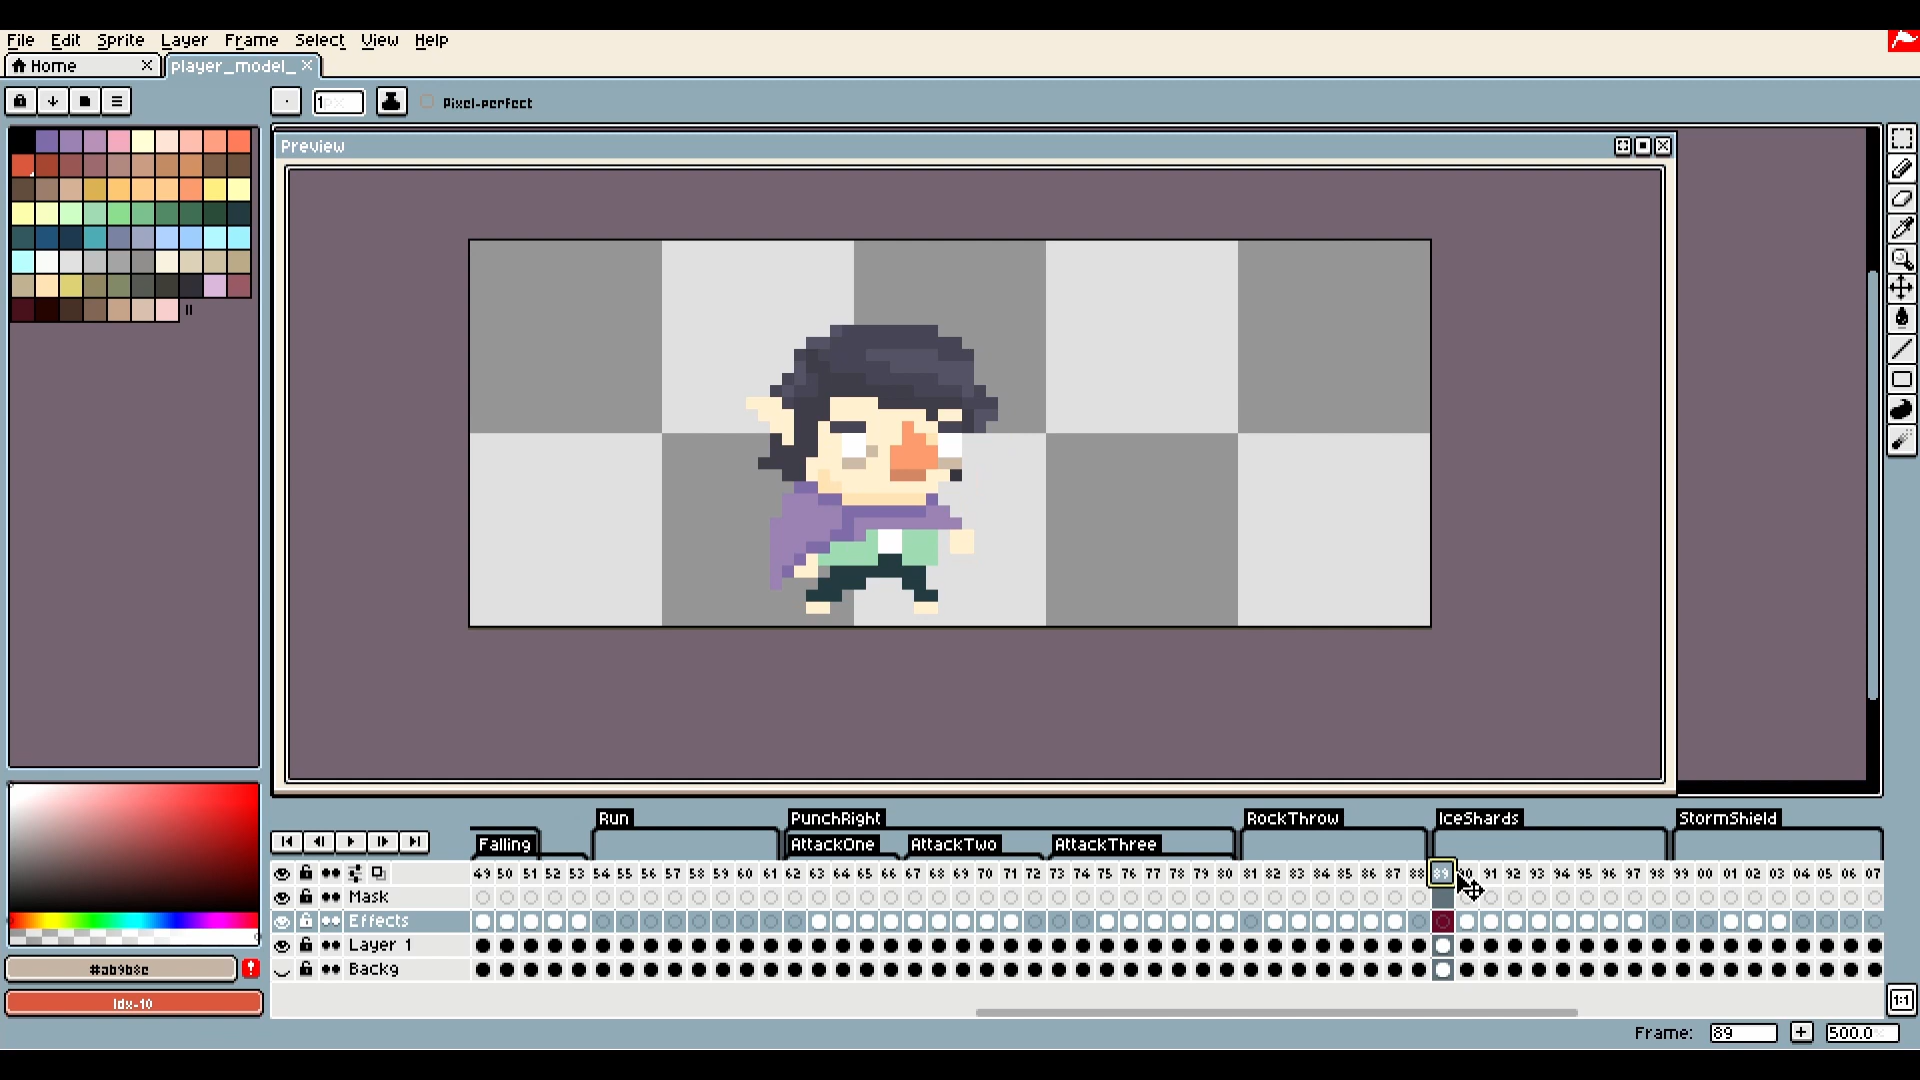 File Edit Sprite Layer Frame Select View Help
Home
player_model_
Pixel-perfect
Preview
Run PunchRight RockThrow IceShards StormShield
Falling AttackOne AttackTwo AttackThree
49 50 51 52 53 54 55 56 57 58 59 60 61 62 63 64 65 66 67 68 69 70 71 72 73 74 75 76 77 78 79 80 81 82 83 84 85 86 87 88 89 90 91 92 93 94 95 96 97 98 99 00 01 02 03 04 05 06 07
Mask
Effects
Layer 1
Backg
#ab9b8e
Idx-10
1:1
Frame: 89 + 500.0